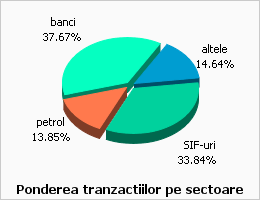 banci
37.67%
altele
14.64%
petrol
13.85%
SIF-uri
33.84%
Ponderea tranzactiilor pe sectoare